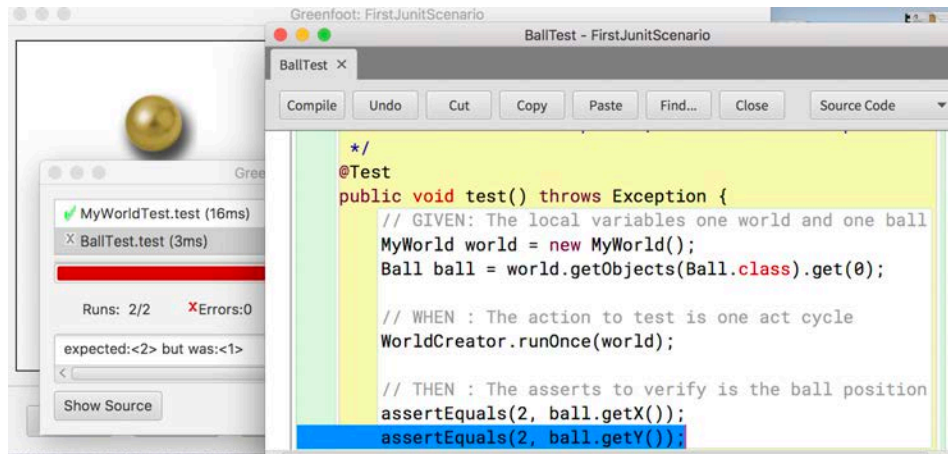 Greenfoot: FirstJunitScenario
BallTest - FirstJunitScenario
BallTest ×
Compile Undo Cut Copy Paste Find... Close Source Code
*/
@Test
public void test() throws Exception {
// GIVEN: The local variables one world and one ball
MyWorld world = new MyWorld();
Ball ball = world.getObjects(Ball.class).get(0);
// WHEN : The action to test is one act cycle
WorldCreator.runOnce(world);
// THEN : The asserts to verify is the ball position
assertEquals(2, ball.getX());
assertEquals(2, ball.getY());
Gree
MyWorldTest.test (16ms)
X BallTest.test (3ms)
Runs: 2/2 XErrors:0
expected:<2> but was:<1>
Show Source